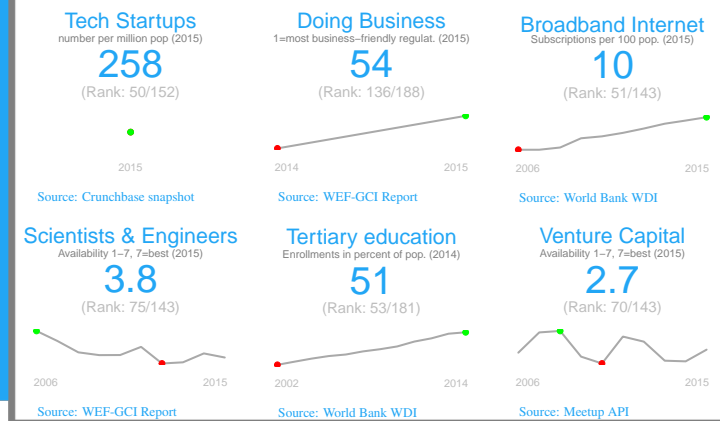 Tech Startups
number per million pop (2015)
258
(Rank: 50/152)
2015
Source: Crunchbase snapshot
Doing Business
1=most business−friendly regulat. (2015)
54
(Rank: 136/188)
2014 2015
Source: WEF-GCI Report
Broadband Internet
Subscriptions per 100 pop. (2015)
10
(Rank: 51/143)
2006 2015
Source: World Bank WDI
Scientists & Engineers
Availability 1−7, 7=best (2015)
3.8
(Rank: 75/143)
2006 2015
Source: WEF-GCI Report
Tertiary education
Enrollments in percent of pop. (2014)
51
(Rank: 53/181)
2002 2014
Source: World Bank WDI
Venture Capital
Availability 1−7, 7=best (2015)
2.7
(Rank: 70/143)
2006 2015
Source: Meetup API